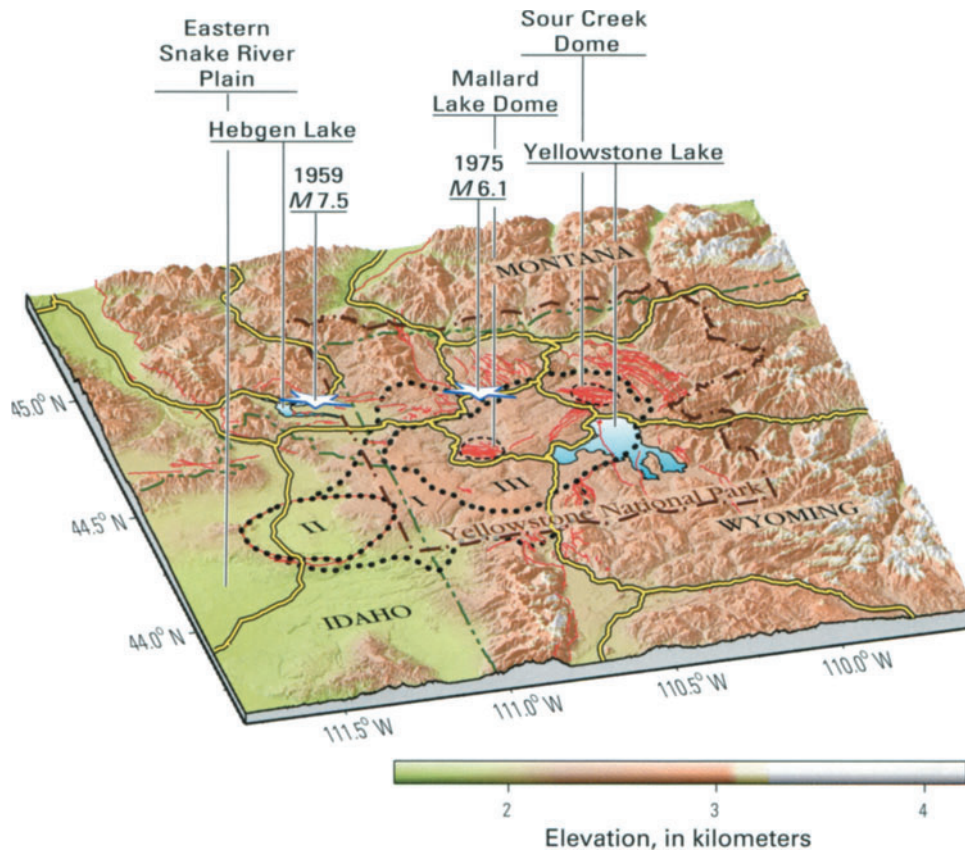 Eastern
Snake River
Plain
Hebgen Lake
1959
M 7.5
Mallard
Lake Dome
1975
M 6.1
Sour Creek
Dome
Yellowstone Lake
MONTANA
45.0° N
44.5° N
44.0° N
I
II
III
Yellowstone National Park
WYOMING
IDAHO
111.5° W
111.0° W
110.5° W
110.0° W
2
3
4
Elevation, in kilometers